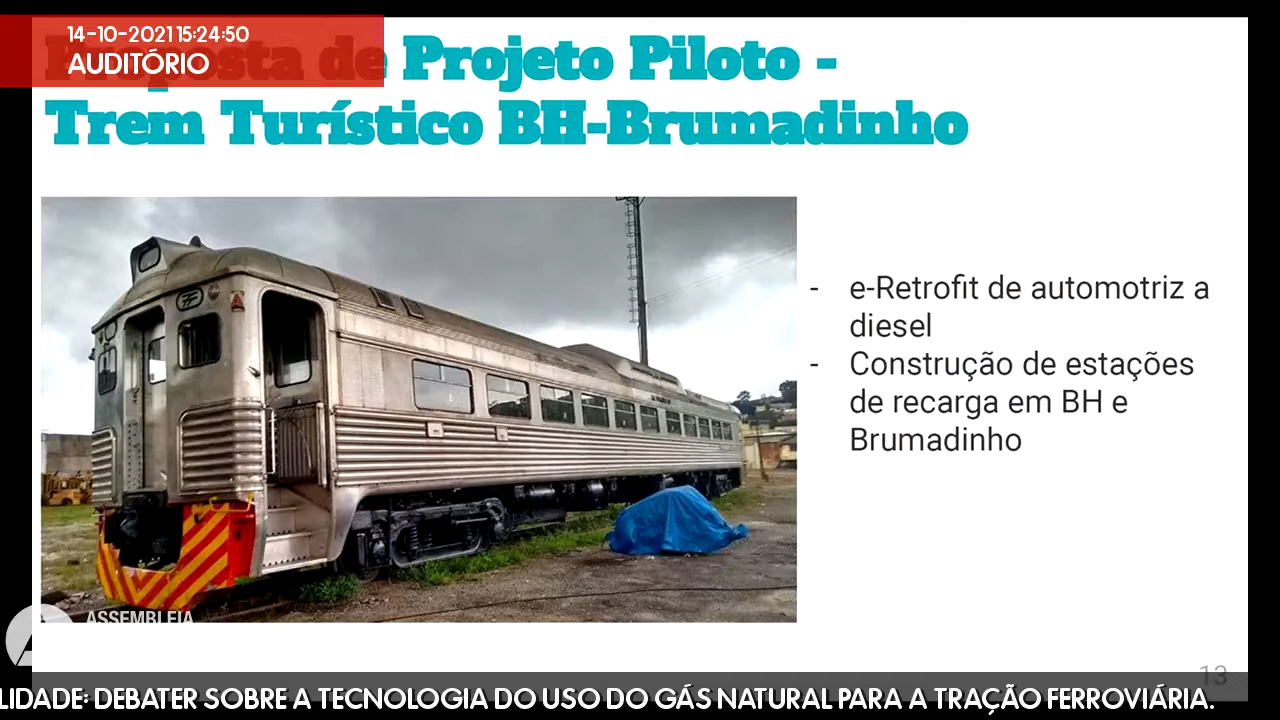 14-10-2021 15:24:50
AUDITÓRIO
Proposta de Projeto Piloto -
Trem Turístico BH-Brumadinho
- e-Retrofit de automotriz a
diesel
- Construção de estações
de recarga em BH e
Brumadinho
ASSEMBLEIA
13
LIDADE: DEBATER SOBRE A TECNOLOGIA DO USO DO GÁS NATURAL PARA A TRAÇÃO FERROVIÁRIA.